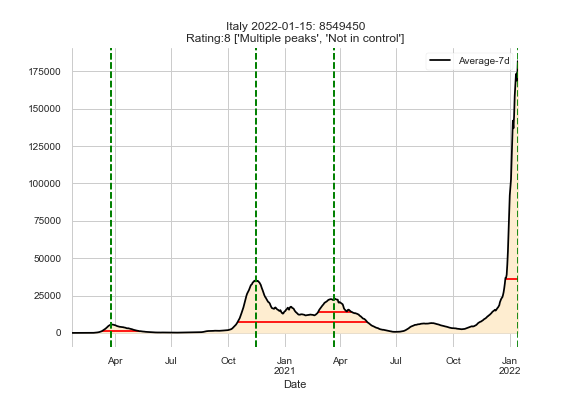 Italy 2022-01-15: 8549450
Rating:8 ['Multiple peaks', 'Not in control']
Average-7d
175000
150000
125000
100000
75000
50000
25000
0
Apr
Jul
Oct
Jan
2021
Apr
Jul
Oct
Jan
2022
Date